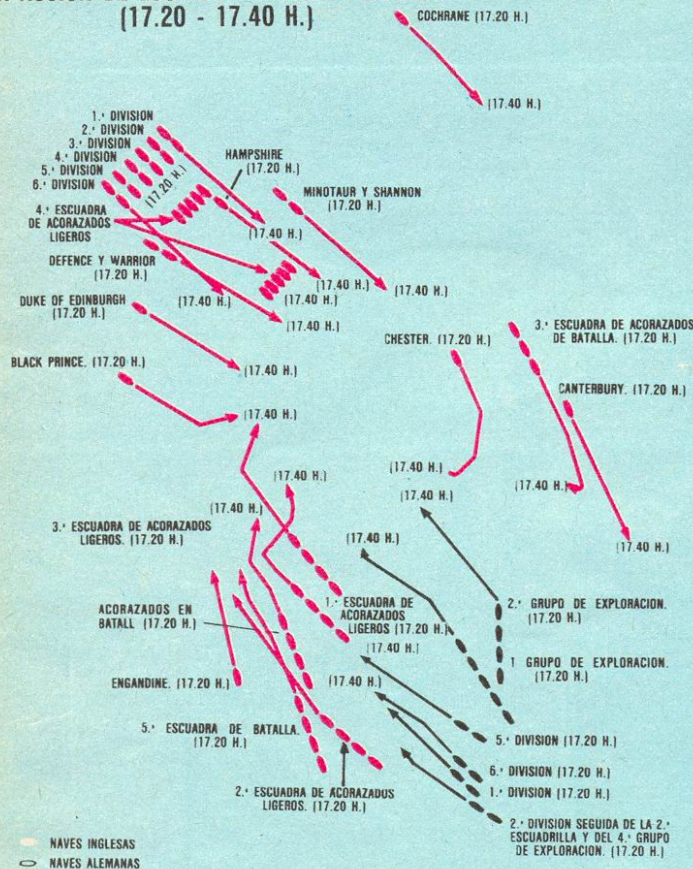 (17.20 - 17.40 H.)
COCHRANE (17.20 H.)
(17.40 H.)
1.ª DIVISION
2.ª DIVISION
3.ª DIVISION
4.ª DIVISION
5.ª DIVISION
6.ª DIVISION
(17.20 H.)
HAMPSHIRE
(17.20 H.)
MINOTAUR Y SHANNON
(17.20 H.)
4.ª ESCUADRA
DE ACORAZADOS
LIGEROS
(17.40 H.)
DEFENCE Y WARRIOR
(17.20 H.)
(17.40 H.)
(17.40 H.)
(17.40 H.)
(17.40 H.)
(17.40 H.)
DUKE OF EDINBURGH
(17.20 H.)
CHESTER. (17.20 H.)
3.ª ESCUADRA DE ACORAZADOS
DE BATALLA. (17.20 H.)
BLACK PRINCE. (17.20 H.)
(17.40 H.)
CANTERBURY. (17.20 H.)
(17.40 H.)
(17.40 H.)
(17.40 H.)
(17.40 H.)
(17.40 H.)
(17.40 H.)
(17.40 H.)
3.ª ESCUADRA DE ACORAZADOS
LIGEROS. (17.20 H.)
(17.40 H.)
(17.40 H.)
ACORAZADOS EN
BATALL (17.20 H.)
1.ª ESCUADRA DE
ACORAZADOS
LIGEROS (17.20 H.)
(17.40 H.)
2.ª GRUPO DE EXPLORACION.
(17.20 H.)
1 GRUPO DE EXPLORACION.
(17.20 H.)
ENGANDINE. (17.20 H.)
(17.40 H.)
5.ª ESCUADRA DE BATALLA.
(17.20 H.)
5.ª DIVISION (17.20 H.)
6.ª DIVISION (17.20 H.)
1.ª DIVISION (17.20 H.)
2.ª ESCUADRA DE ACORAZADOS
LIGEROS. (17.20 H.)
2.ª DIVISION SEGUIDA DE LA 2.ª
ESCUADRILLA Y DEL 4.ª GRUPO
DE EXPLORACION. (17.20 H.)
NAVES INGLESAS
NAVES ALEMANAS